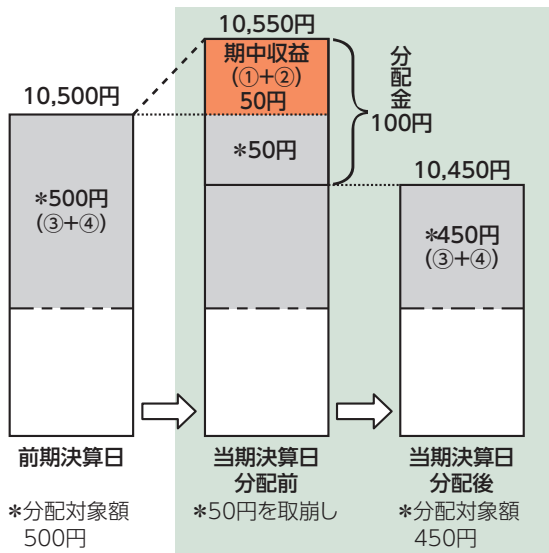 10,500円
*500円
(③+④)
前期決算日
*分配対象額
500円
10,550円
期中収益
(①+②)
50円
*50円
分配金
100円
当期決算日
分配前
*50円を取崩し
10,450円
*450円
(③+④)
当期決算日
分配後
*分配対象額
450円